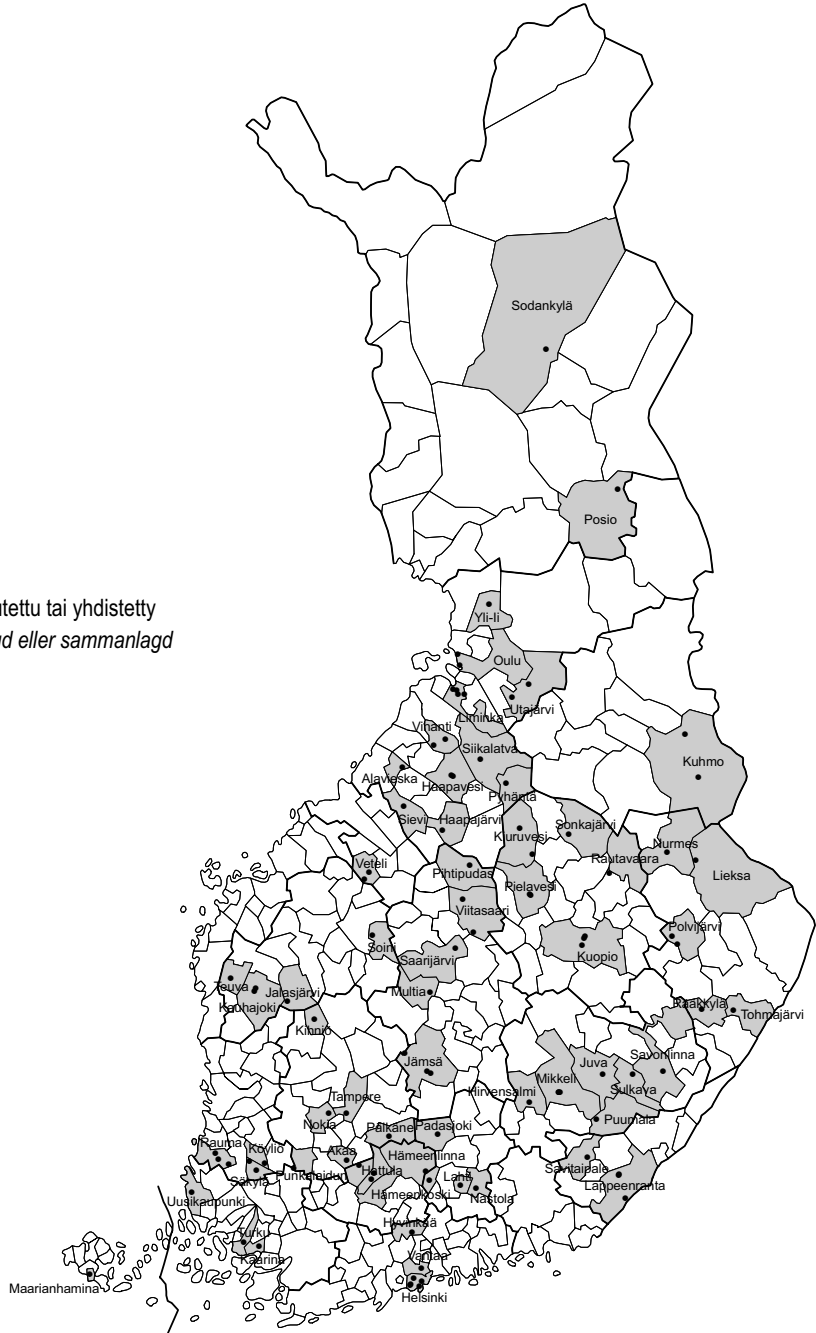 Sodankylä
Posio
tettu tai yhdistetty
Yli-Ii
d eller sammanlagd
Oulu
Utajärvi
Liminka
Vihanti
Siikalatva
Kuhmo
Alavieska
Haapavesi
Pyhäntä
Sievi
Haapajärvi
Kiuruvesi
Sonkajärvi
Nurmes
Rautavaara
Veteli
Pihtipudas
Lieksa
Pielavesi
Viitasaari
Polvijärvi
Soini
Saarijärvi
Kuopio
Teuva
Jalasjärvi
Multia
Kauhajoki
Rääkkylä
Kihniö
Tohmajärvi
Savonlinna
Jämsä
Juva
Mikkeli
Sulkava
Hirvensalmi
Tampere
Puumala
Nokia
Pälkäne
Padasjoki
Rauma
Köyliö
Akaa
Hämeenlinna
Savitaipale
Punkalaidun
Hattula
Lahti
Säkylä
Lappeenranta
Hämeenkoski
Nastola
Uusikaupunki
Hyvinkää
Turku
Kaarina
Vantaa
Maarianhamina
Helsinki